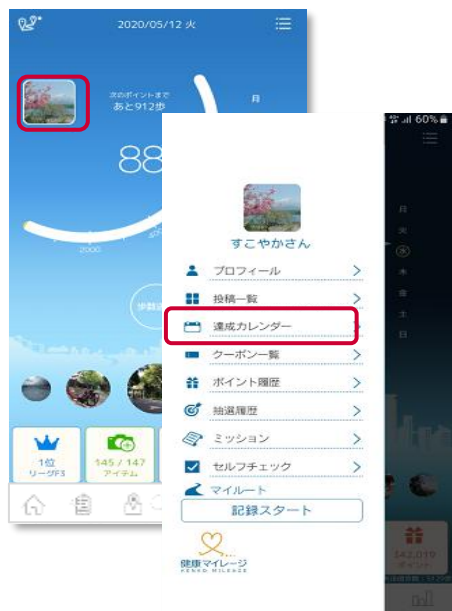 2020/05/12 火
次のポイントまで
あと912歩
月
88
2000
1位
リーグF3
145 / 147
アイテム
すこやかさん
プロフィール
投稿一覧
達成カレンダー
クーポン一覧
ポイント履歴
抽選履歴
ミッション
セルフチェック
マイルート
記録スタート
健康マイレージ
KENKO MILEAGE
60%
月
火
水
木
金
土
日
342,019
ポイント